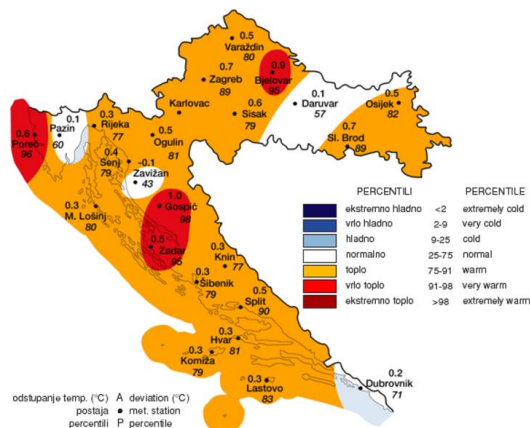 0.5
Varaždin
80
0.7
Zagreb
89
0.9
Bjelovar
95
0.1
Daruvar
57
0.5
Osijek
82
0.7
Sl. Brod
89
Karlovac
0.6
Sisak
79
0.6
Poreč
96
0.1
Pazin
60
0.3
Rijeka
77
0.5
Ogulin
81
0.4
Senj
79
-0.1
Zavižan
43
0.3
M. Lošinj
80
1.0
Gospić
98
0.5
Zadar
95
0.3
Knin
77
0.3
Šibenik
79
0.5
Split
90
0.3
Hvar
81
0.3
Komiža
79
0.3
Lastovo
83
0.2
Dubrovnik
71
PERCENTILI PERCENTILE
ekstremno hladno <2 extremely cold
vrlo hladno 2-9 very cold
hladno 9-25 cold
normalno 25-75 normal
toplo 75-91 warm
vrlo toplo 91-98 very warm
ekstremno toplo >98 extremely warm
odstupanje temp. (°C) A deviation (°C)
postaja met. station
percentili P percentile